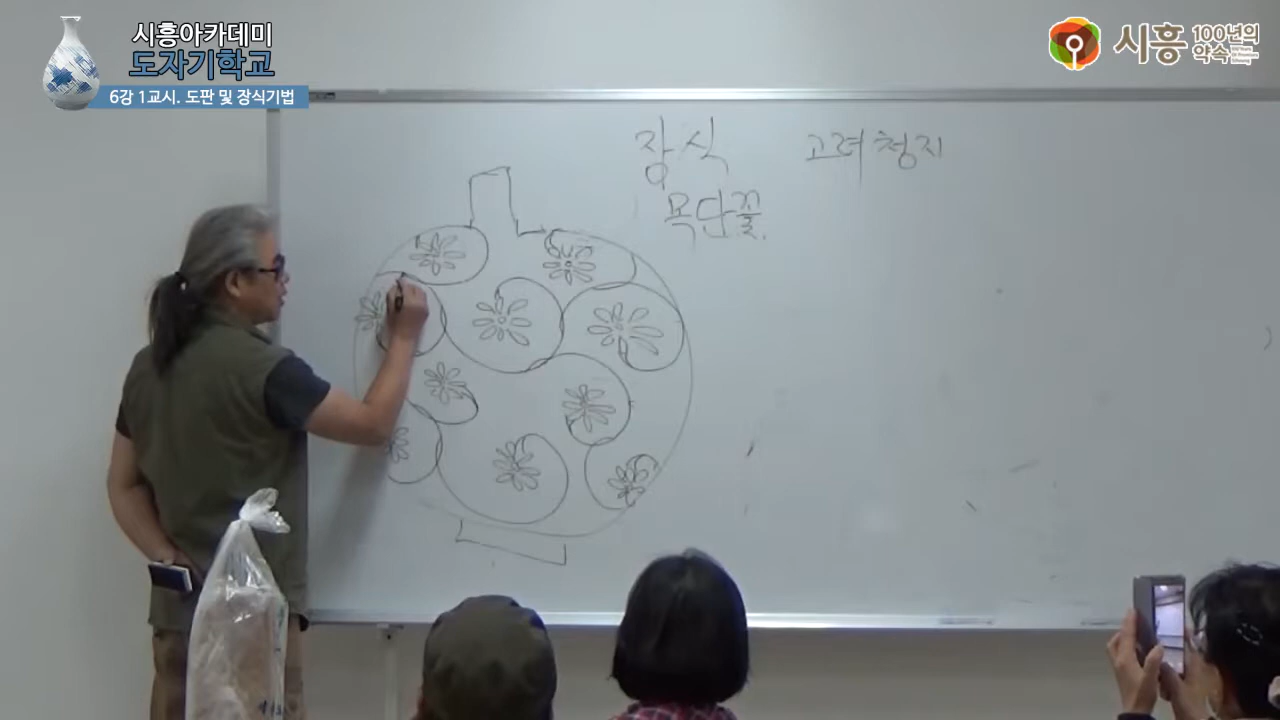 시흥아카데미
도자기학교
6강 1교시. 도판 및 장식기법
시흥 100년의 약속
장식 고려청자
목단꽃.